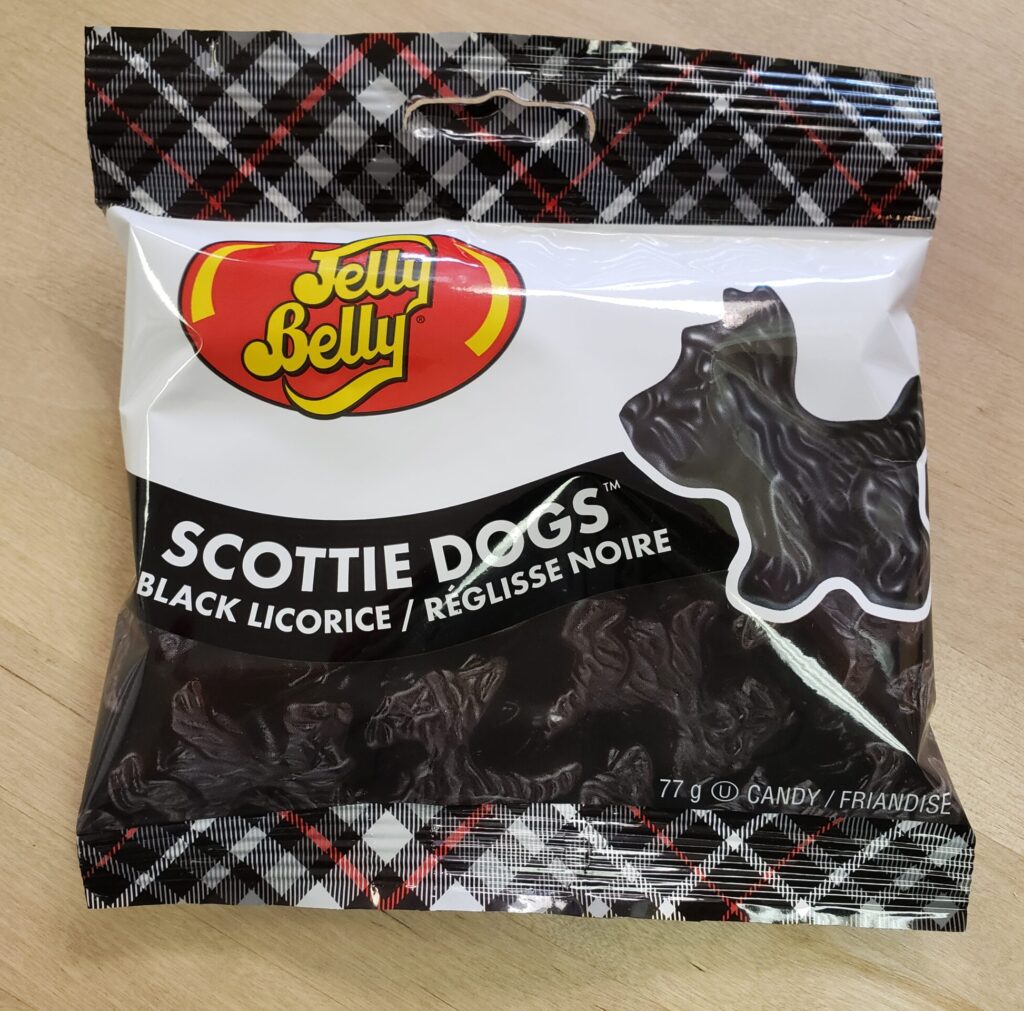 Jelly
Belly®
SCOTTIE DOGS™
BLACK LICORICE / RÉGLISSE NOIRE
77 g Ⓤ CANDY / FRIANDISE